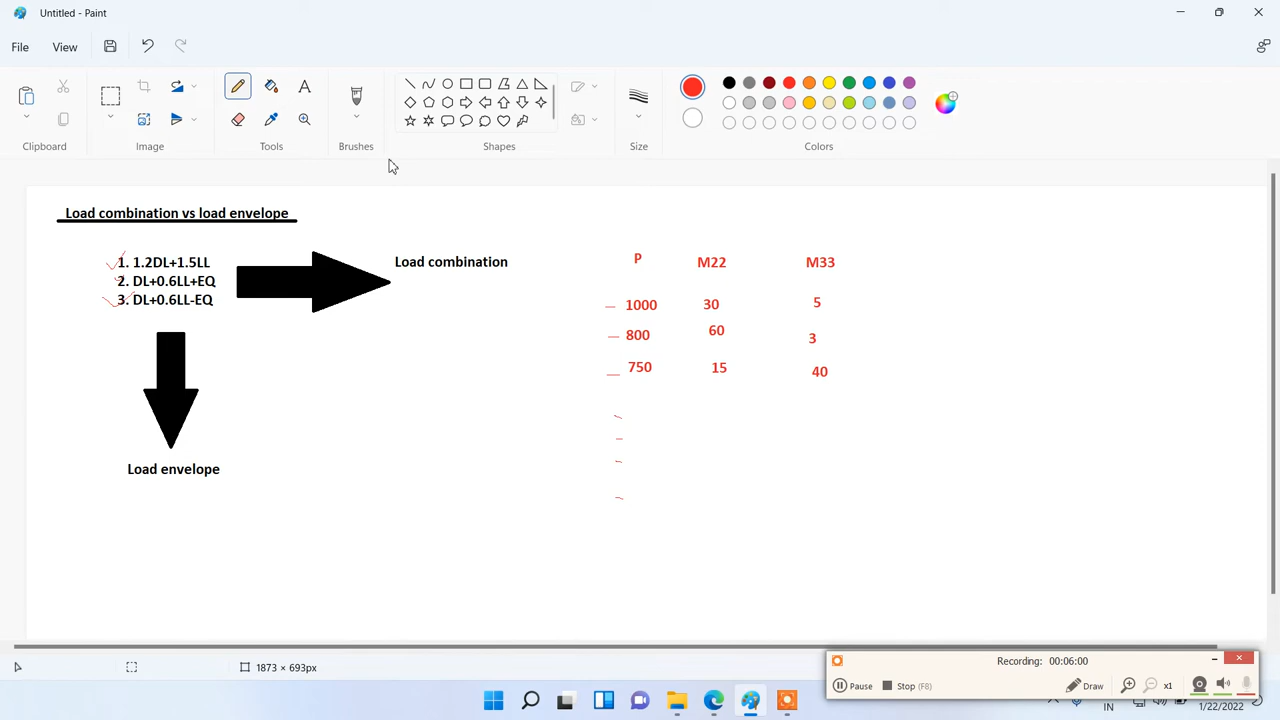 Untitled - Paint
File View
Clipboard Image Tools Brushes Shapes Size Colors
Load combination vs load envelope
1. 1.2DL+1.5LL
2. DL+0.6LL+EQ
3. DL+0.6LL-EQ
Load combination
Load envelope
P M22 M33
1000 30 5
800 60 3
750 15 40
1873 × 693px
Recording: 00:06:00
Pause Stop (F8) Draw x1
IN 1/22/2022